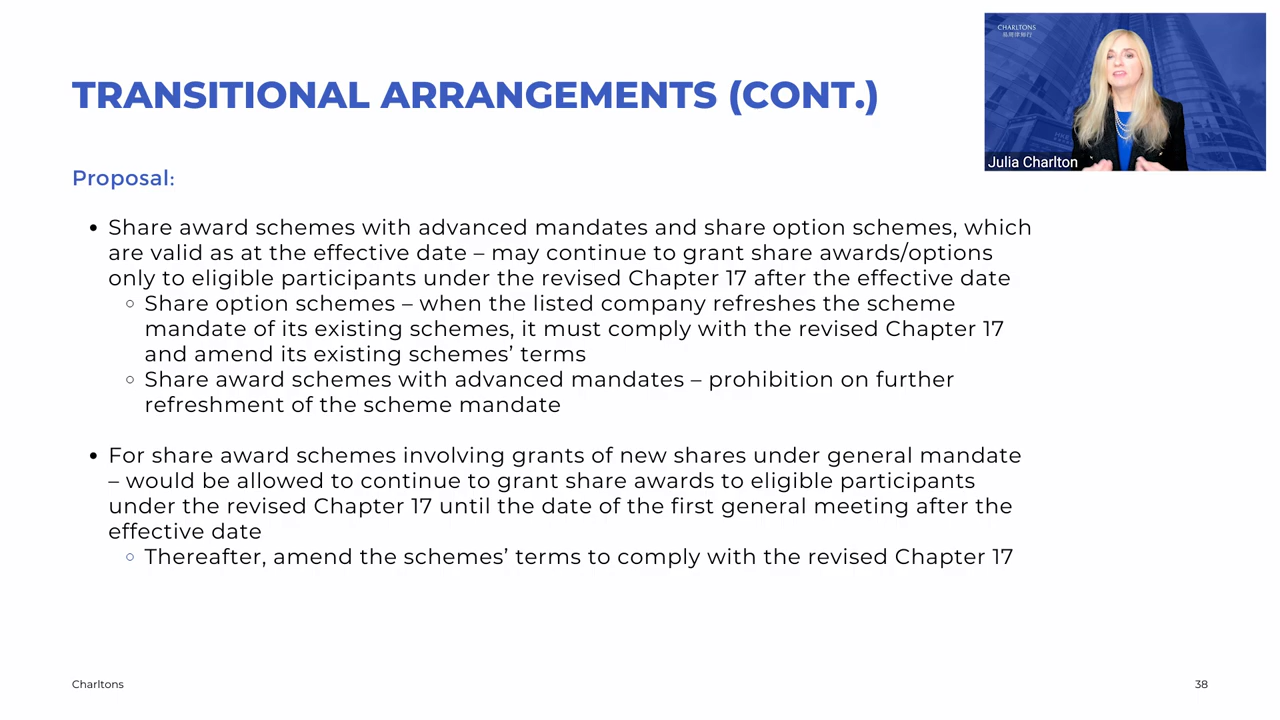 CHARLTONS
TRANSITIONAL ARRANGEMENTS (CONT.)
Julia Charlton
Proposal:
• Share award schemes with advanced mandates and share option schemes, which
are valid as at the effective date – may continue to grant share awards/options
only to eligible participants under the revised Chapter 17 after the effective date
○ Share option schemes – when the listed company refreshes the scheme
mandate of its existing schemes, it must comply with the revised Chapter 17
and amend its existing schemes’ terms
○ Share award schemes with advanced mandates – prohibition on further
refreshment of the scheme mandate
• For share award schemes involving grants of new shares under general mandate
– would be allowed to continue to grant share awards to eligible participants
under the revised Chapter 17 until the date of the first general meeting after the
effective date
○ Thereafter, amend the schemes’ terms to comply with the revised Chapter 17
Charltons
38